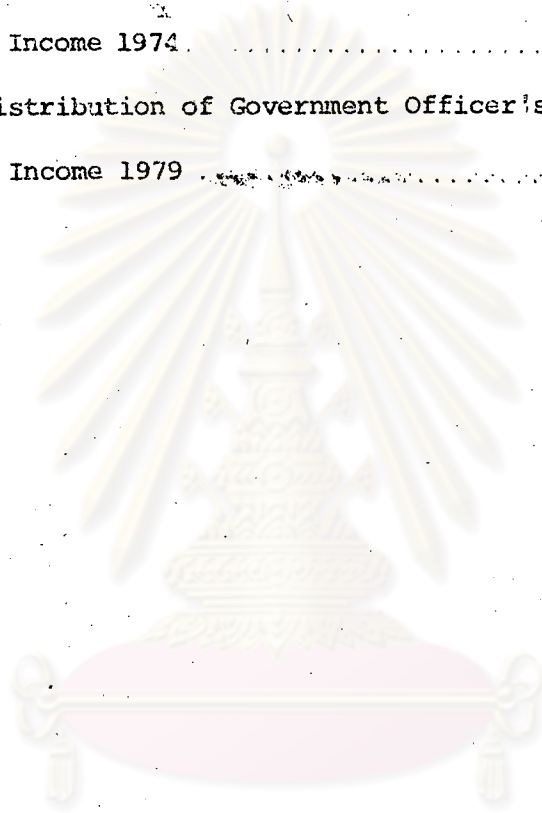 Income 1974. ....................
istribution of Government Officer's
Income 1979 ....................